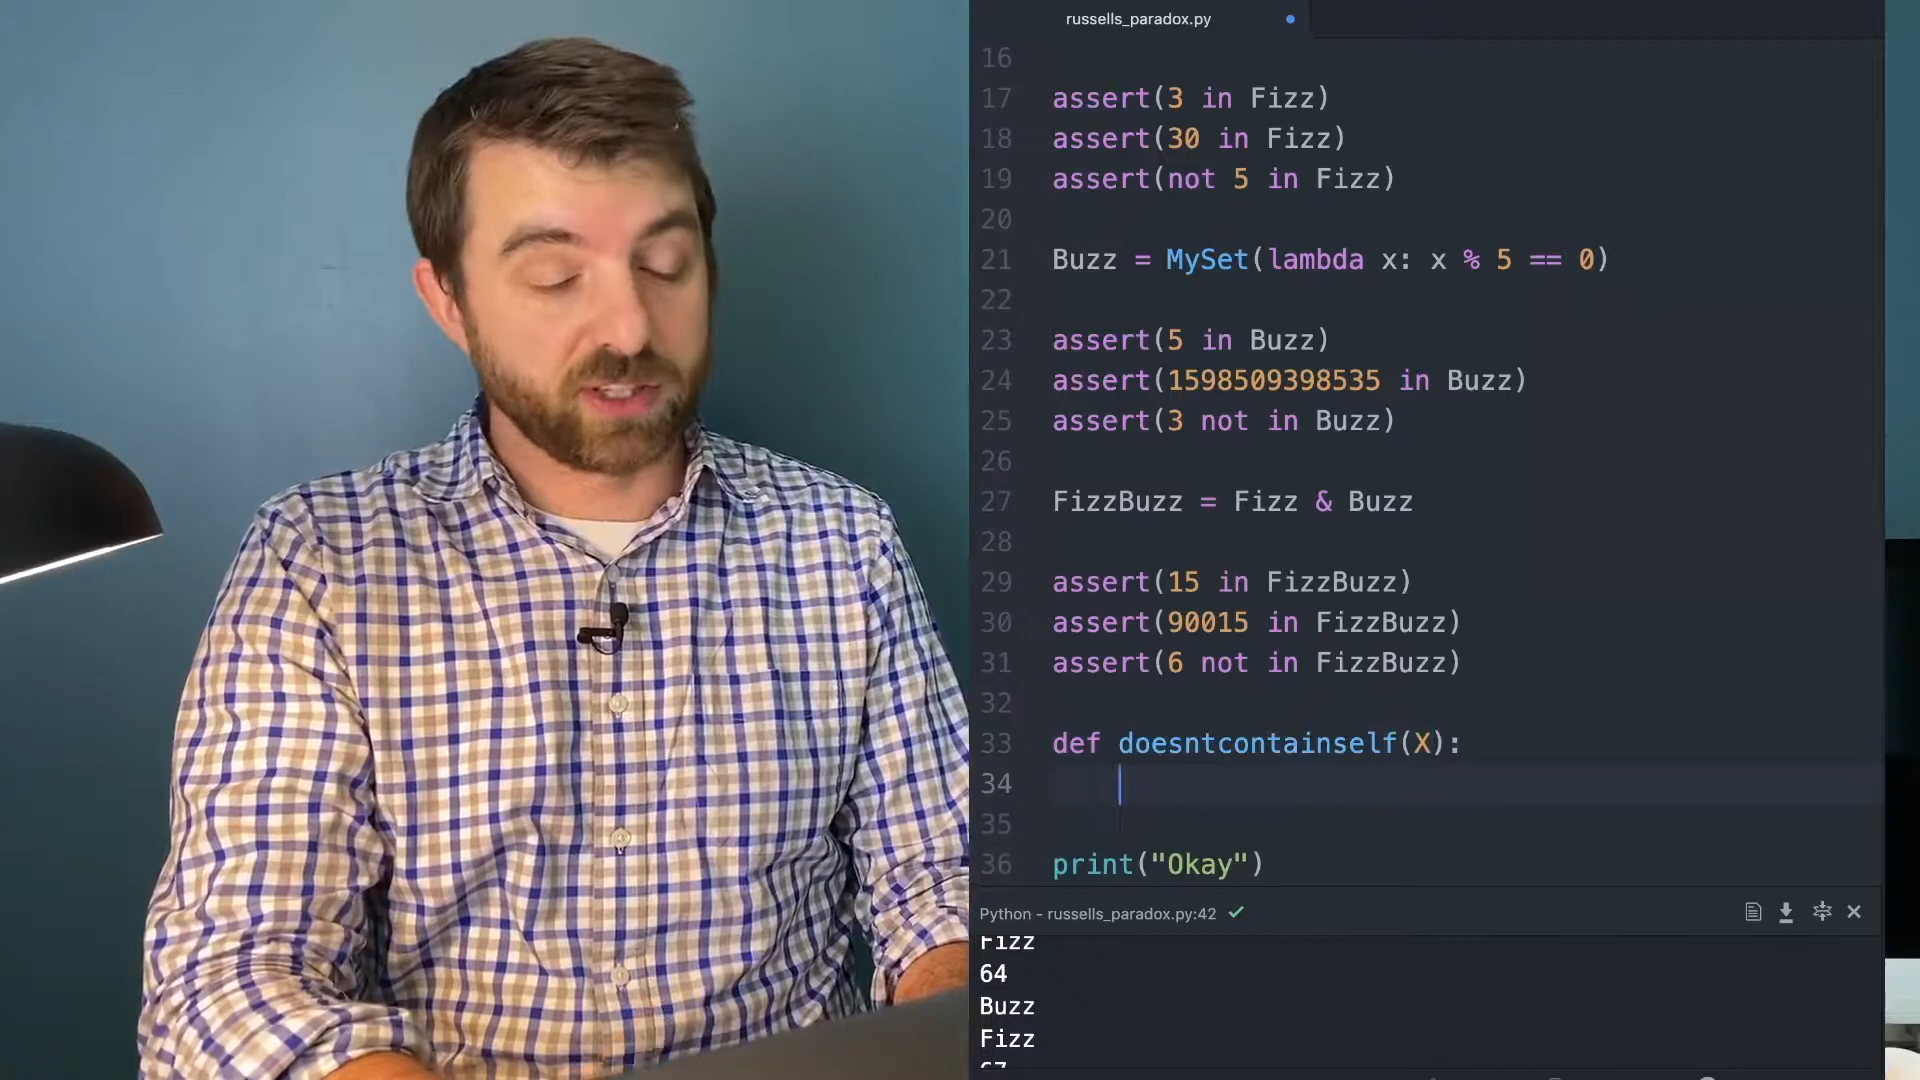 russells_paradox.py
16
17 assert(3 in Fizz)
18 assert(30 in Fizz)
19 assert(not 5 in Fizz)
20
21 Buzz = MySet(lambda x: x % 5 == 0)
22
23 assert(5 in Buzz)
24 assert(1598509398535 in Buzz)
25 assert(3 not in Buzz)
26
27 FizzBuzz = Fizz & Buzz
28
29 assert(15 in FizzBuzz)
30 assert(90015 in FizzBuzz)
31 assert(6 not in FizzBuzz)
32
33 def doesntcontainself(X):
34
35
36 print("Okay")
Python - russells_paradox.py:42
Fizz
64
Buzz
Fizz